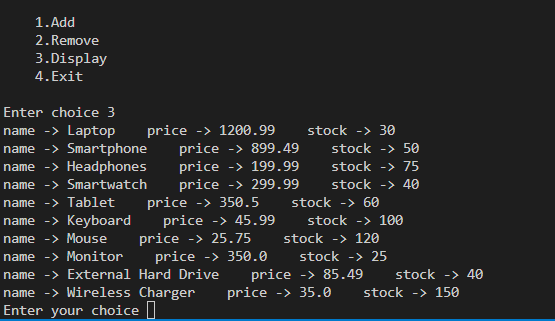 1.Add
2.Remove
3.Display
4.Exit
Enter choice 3
name -> Laptop    price -> 1200.99    stock -> 30
name -> Smartphone    price -> 899.49    stock -> 50
name -> Headphones    price -> 199.99    stock -> 75
name -> Smartwatch    price -> 299.99    stock -> 40
name -> Tablet    price -> 350.5    stock -> 60
name -> Keyboard    price -> 45.99    stock -> 100
name -> Mouse    price -> 25.75    stock -> 120
name -> Monitor    price -> 350.0    stock -> 25
name -> External Hard Drive    price -> 85.49    stock -> 40
name -> Wireless Charger    price -> 35.0    stock -> 150
Enter your choice